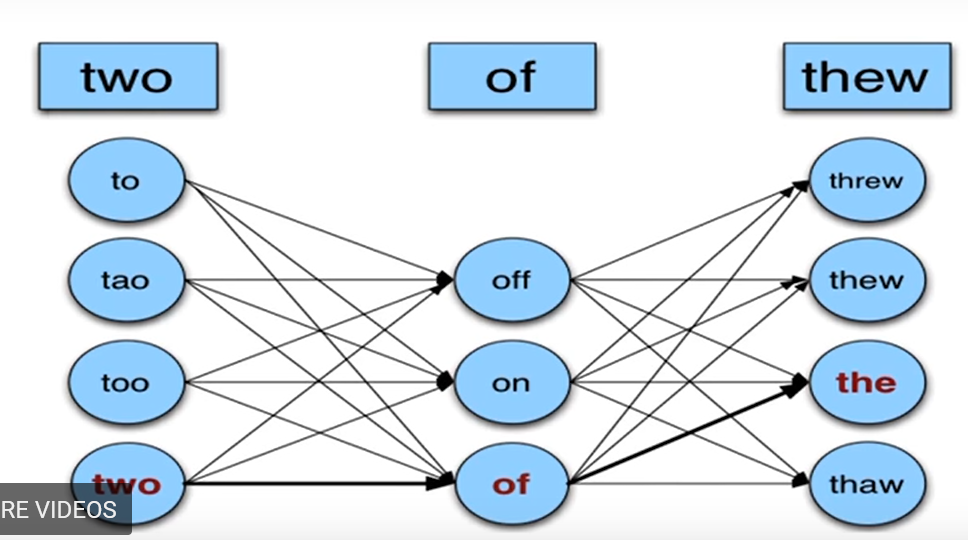 two of thew
to threw
tao off thew
too on the
two of thaw
RE VIDEOS